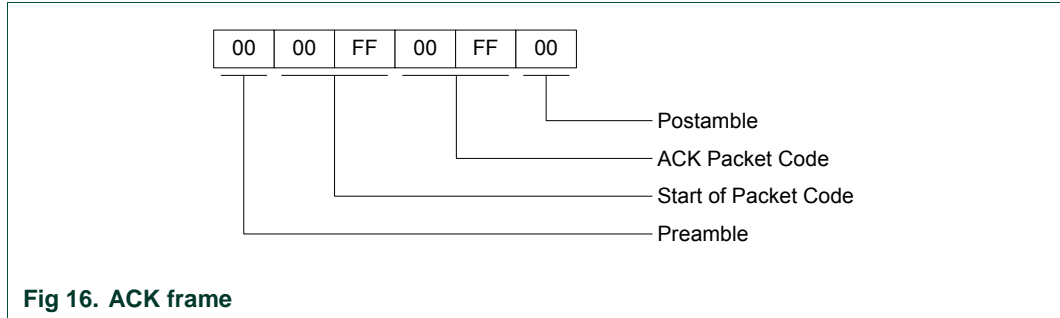 00 00 FF 00 FF 00
Postamble
ACK Packet Code
Start of Packet Code
Preamble
Fig 16. ACK frame